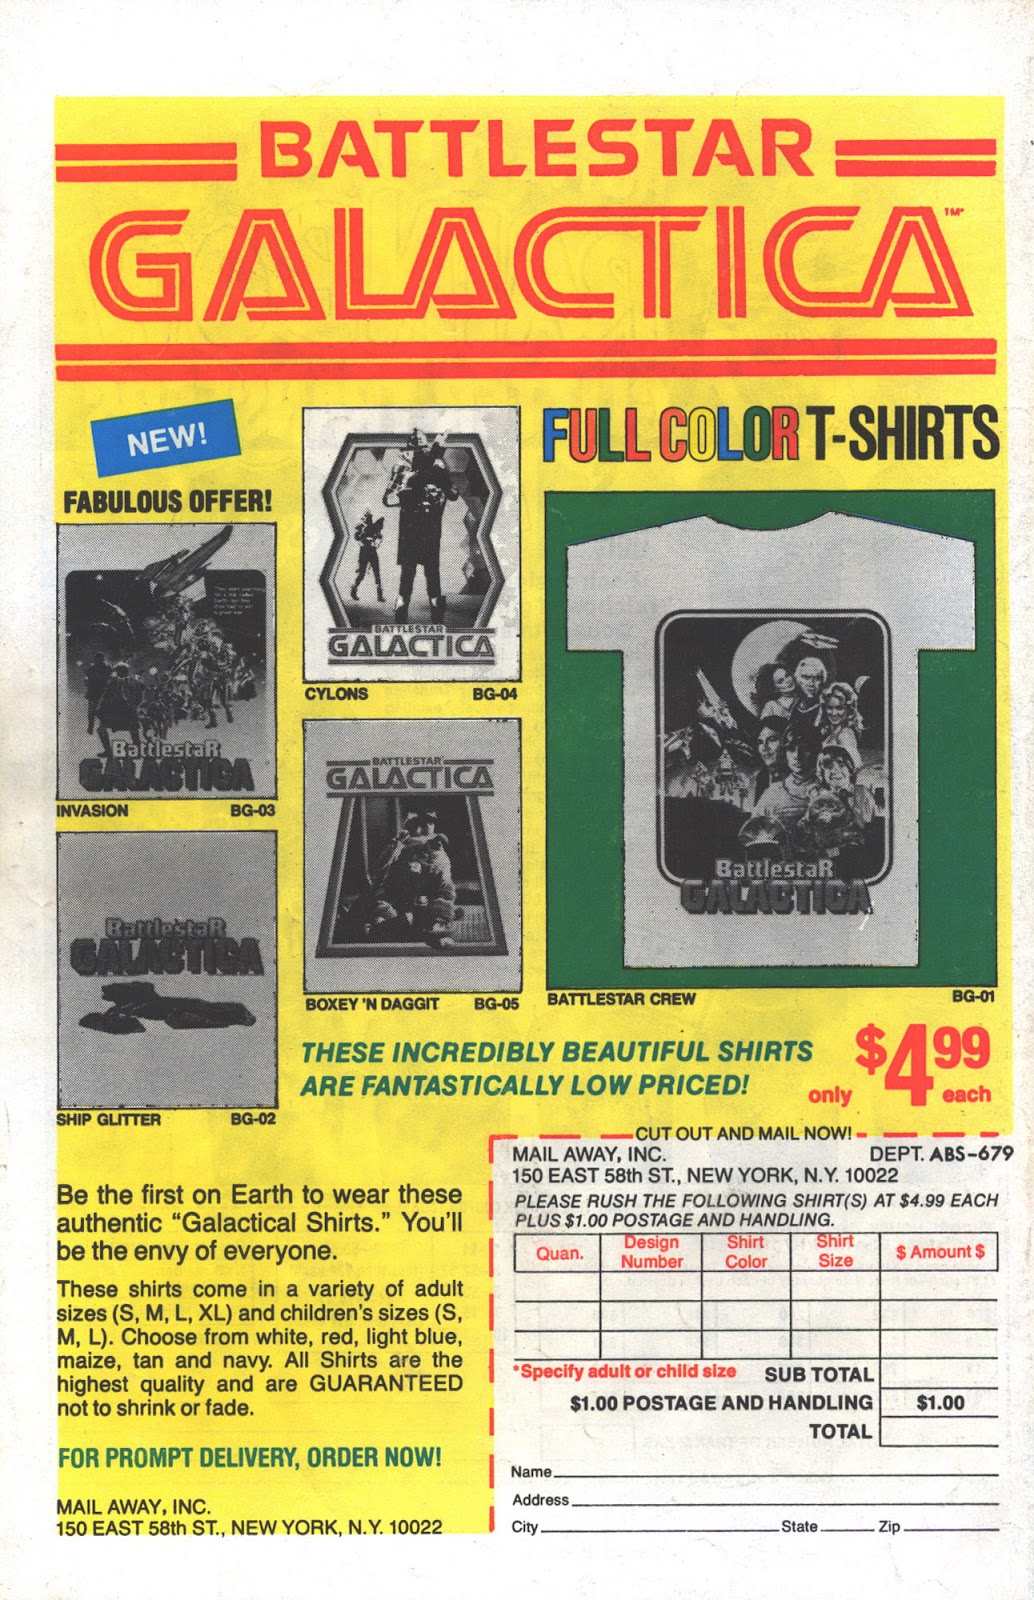 BATTLESTAR
GALACTICA™
NEW!
FABULOUS OFFER!
FULL COLOR T-SHIRTS
BattlestaR
GALACTICA
INVASION BG-03
BATTLESTAR
GALACTICA
CYLONS BG-04
BattlestaR
GALACTICA
SHIP GLITTER BG-02
BATTLESTAR
GALACTICA
BOXEY 'N DAGGIT BG-05
BattlestaR
GALACTICA
BATTLESTAR CREW BG-01
THESE INCREDIBLY BEAUTIFUL SHIRTS
ARE FANTASTICALLY LOW PRICED!
only $4.99 each
Be the first on Earth to wear these
authentic “Galactical Shirts.” You'll
be the envy of everyone.
These shirts come in a variety of adult
sizes (S, M, L, XL) and children's sizes (S,
M, L). Choose from white, red, light blue,
maize, tan and navy. All Shirts are the
highest quality and are GUARANTEED
not to shrink or fade.
FOR PROMPT DELIVERY, ORDER NOW!
MAIL AWAY, INC.
150 EAST 58th ST., NEW YORK, N.Y. 10022
CUT OUT AND MAIL NOW!
MAIL AWAY, INC. DEPT. ABS-679
150 EAST 58th ST., NEW YORK, N.Y. 10022
PLEASE RUSH THE FOLLOWING SHIRT(S) AT $4.99 EACH
PLUS $1.00 POSTAGE AND HANDLING.
Quan. Design Number Shirt Color Shirt Size $ Amount $
*Specify adult or child size SUB TOTAL
$1.00 POSTAGE AND HANDLING $1.00
TOTAL
Name
Address
City State Zip